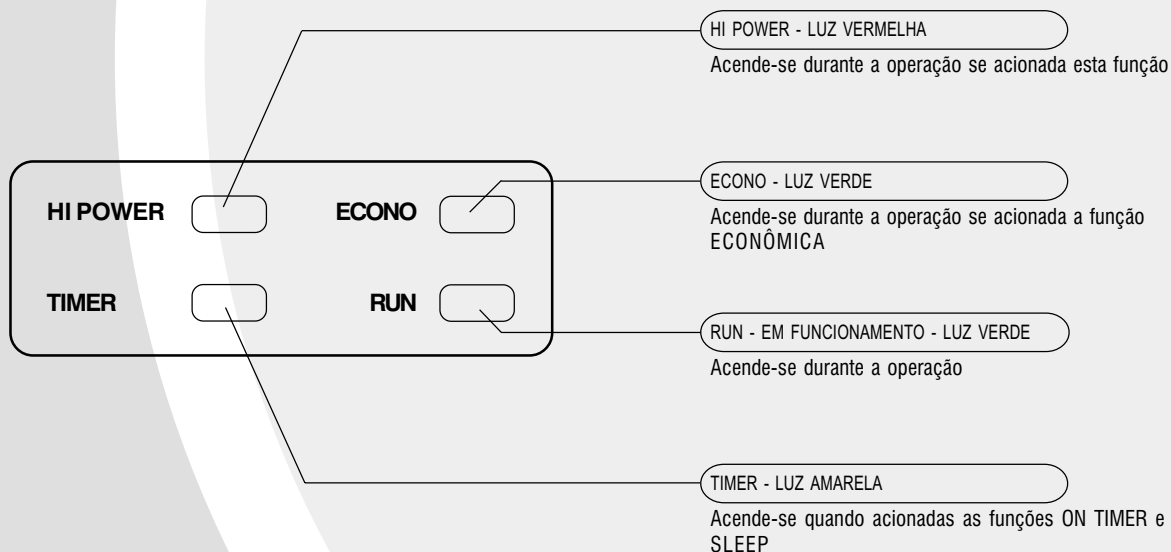 HI POWER - LUZ VERMELHA
Acende-se durante a operação se acionada esta função
HI POWER
ECONO
TIMER
RUN
ECONO - LUZ VERDE
Acende-se durante a operação se acionada a função
ECONÔMICA
RUN - EM FUNCIONAMENTO - LUZ VERDE
Acende-se durante a operação
TIMER - LUZ AMARELA
Acende-se quando acionadas as funções ON TIMER e
SLEEP